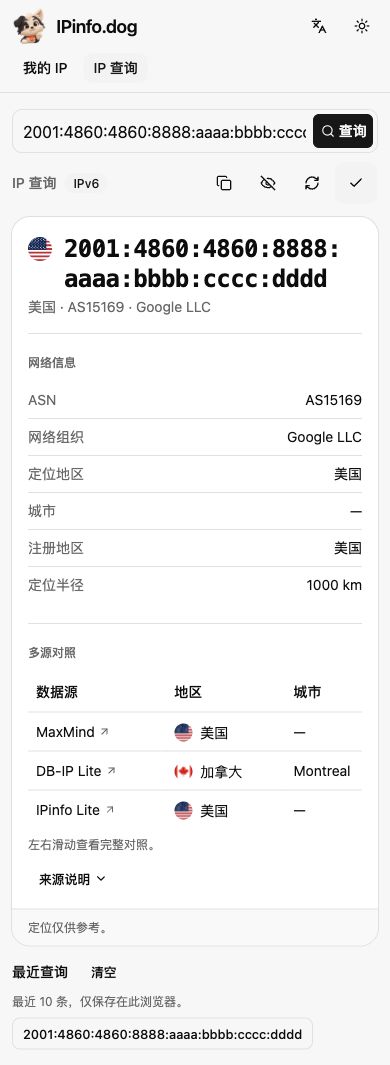 IPinfo.dog
我的 IP IP 查询
2001:4860:4860:8888:aaaa:bbbb:cccc 查询
IP 查询 IPv6
2001:4860:4860:8888:
aaaa:bbbb:cccc:dddd
美国 · AS15169 · Google LLC
网络信息
ASN AS15169
网络组织 Google LLC
定位地区 美国
城市 —
注册地区 美国
定位半径 1000 km
多源对照
数据源 地区 城市
MaxMind ↗ 美国 —
DB-IP Lite ↗ 加拿大 Montreal
IPinfo Lite ↗ 美国 —
左右滑动查看完整对照。
来源说明
定位仅供参考。
最近查询 清空
最近 10 条，仅保存在此浏览器。
2001:4860:4860:8888:aaaa:bbbb:cccc:dddd